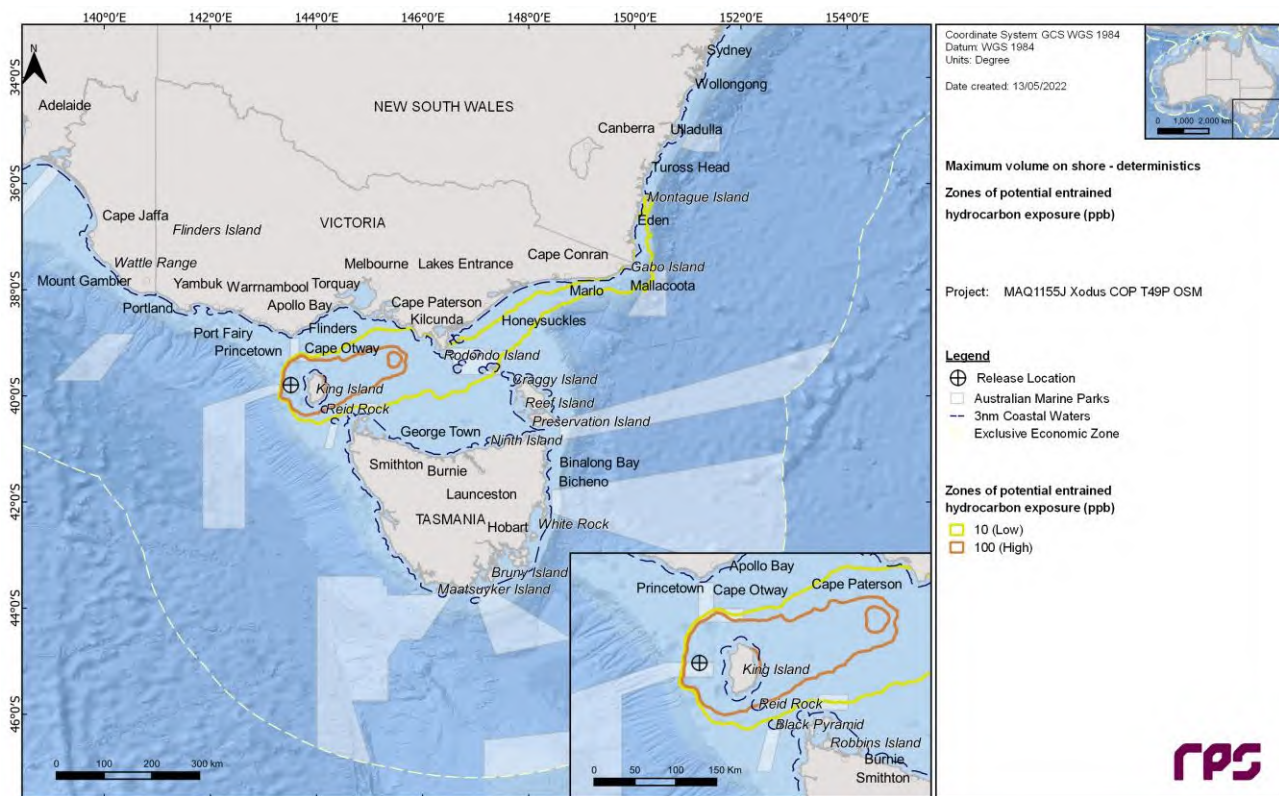 140°0'E
142°0'E
144°0'E
146°0'E
148°0'E
150°0'E
152°0'E
154°0'E
34°0'S
36°0'S
38°0'S
40°0'S
42°0'S
44°0'S
46°0'S
N
Sydney
Wollongong
Adelaide
NEW SOUTH WALES
Canberra
Ulladulla
Tuross Head
Montague Island
Cape Jaffa
VICTORIA
Eden
Flinders Island
Cape Conran
Wattle Range
Melbourne
Lakes Entrance
Gabo Island
Mount Gambier
Yambuk
Warrnambool
Torquay
Marlo
Mallacoota
Portland
Apollo Bay
Cape Paterson
Port Fairy
Flinders
Kilcunda
Honeysuckles
Princetown
Cape Otway
Rodondo Island
King Island
Craggy Island
Reid Rock
Reef Island
Preservation Island
George Town
Ninth Island
Smithton
Burnie
Binalong Bay
Bicheno
Launceston
TASMANIA
Hobart
White Rock
Bruny Island
Maatsuyker Island
0 100 200 300 km
Apollo Bay
Princetown
Cape Otway
Cape Paterson
King Island
Reid Rock
Black Pyramid
Robbins Island
Burnie
Smithton
0 50 100 150 Km
Coordinate System: GCS WGS 1984
Datum: WGS 1984
Units: Degree
Date created: 13/05/2022
0 1,000 2,000 km
Maximum volume on shore - deterministics
Zones of potential entrained
hydrocarbon exposure (ppb)
Project: MAQ1155J Xodus COP T49P OSM
Legend
Release Location
Australian Marine Parks
3nm Coastal Waters
Exclusive Economic Zone
Zones of potential entrained
hydrocarbon exposure (ppb)
10 (Low)
100 (High)
rps